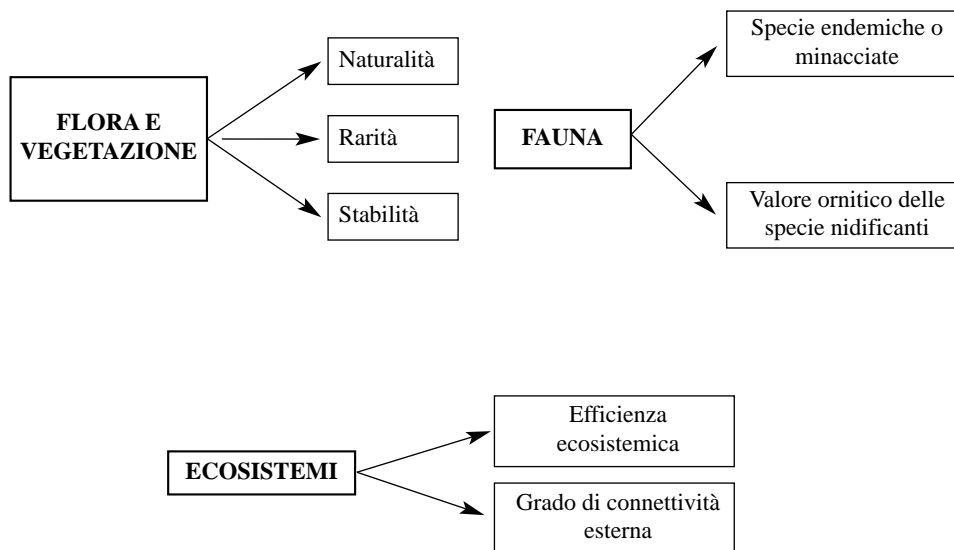 FLORA E
VEGETAZIONE
Naturalità
Rarità
Stabilità
FAUNA
Specie endemiche o
minacciate
Valore ornitico delle
specie nidificanti
ECOSISTEMI
Efficienza
ecosistemica
Grado di connettività
esterna